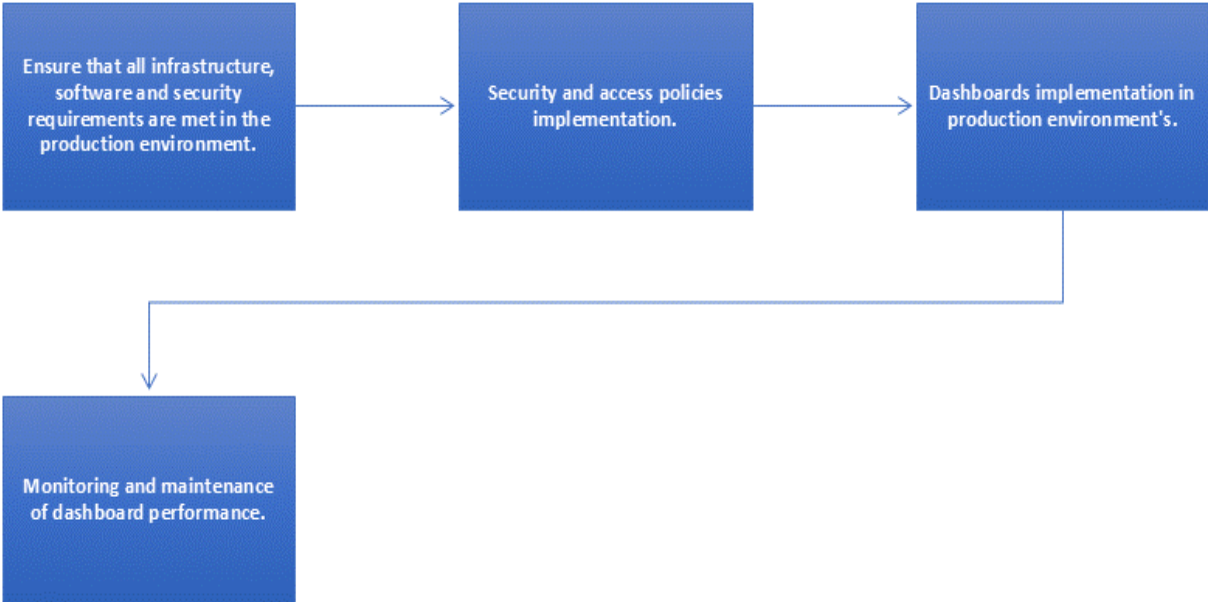 Ensure that all infrastructure,
software and security
requirements are met in the
production environment.
Security and access policies
implementation.
Dashboards implementation in
production environment's.
Monitoring and maintenance
of dashboard performance.